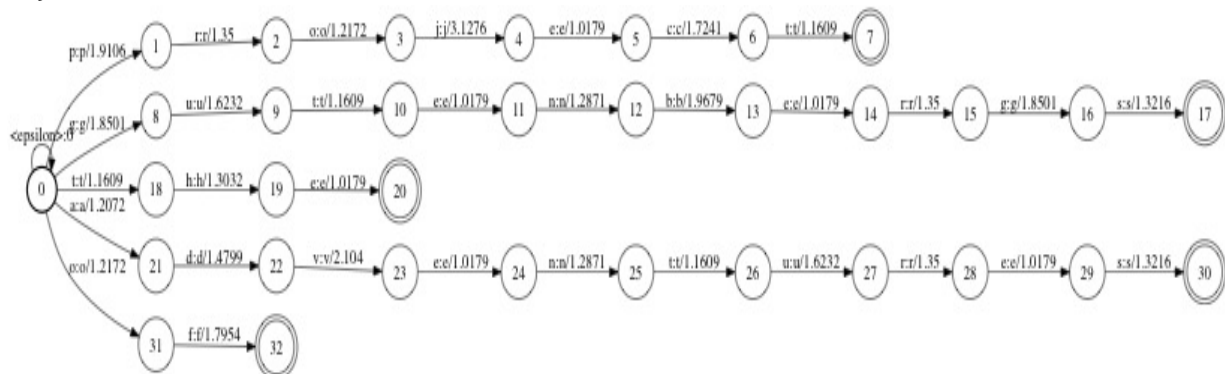 p:p/1.9106 1 r:r/1.35 2 o:o/1.2172 3 j:j/3.1276 4 e:e/1.0179 5 c:c/1.7241 6 t:t/1.1609 7
g:g/1.8501 8 u:u/1.6232 9 t:t/1.1609 10 e:e/1.0179 11 n:n/1.2871 12 b:b/1.9679 13 e:e/1.0179 14 r:r/1.35 15 g:g/1.8501 16 s:s/1.3216 17
<epsilon>:0
0 t:t/1.1609 18 h:h/1.3032 19 e:e/1.0179 20
a:a/1.2072 21 d:d/1.4799 22 v:v/2.104 23 e:e/1.0179 24 n:n/1.2871 25 t:t/1.1609 26 u:u/1.6232 27 r:r/1.35 28 e:e/1.0179 29 s:s/1.3216 30
o:o/1.2172 31 f:f/1.7954 32